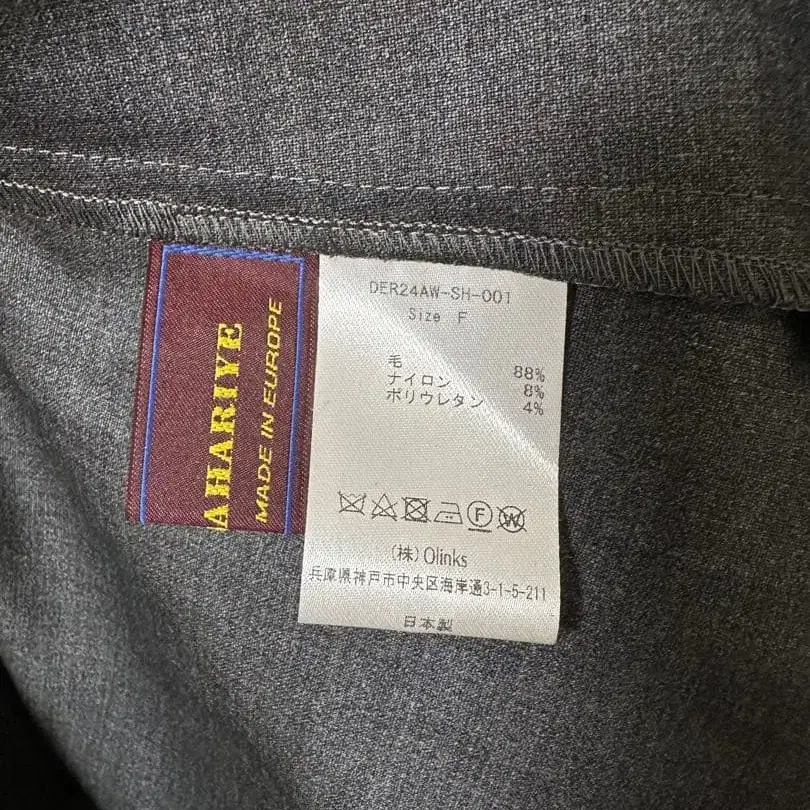 AHARIYE
MADE IN EUROPE
DER24AW-SH-001
Size F
毛 88%
ナイロン 8%
ポリウレタン 4%
F
W
(株)Olinks
兵庫県神戸市中央区海岸通3-1-5-211
日本製